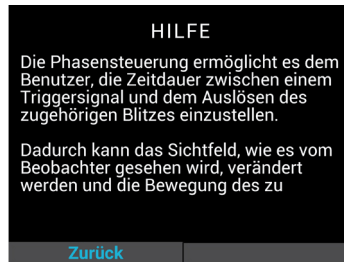 HILFE
Die Phasensteuerung ermöglicht es dem
Benutzer, die Zeitdauer zwischen einem
Triggersignal und dem Auslösen des
zugehörigen Blitzes einzustellen.
Dadurch kann das Sichtfeld, wie es vom
Beobachter gesehen wird, verändert
werden und die Bewegung des zu
Zurück